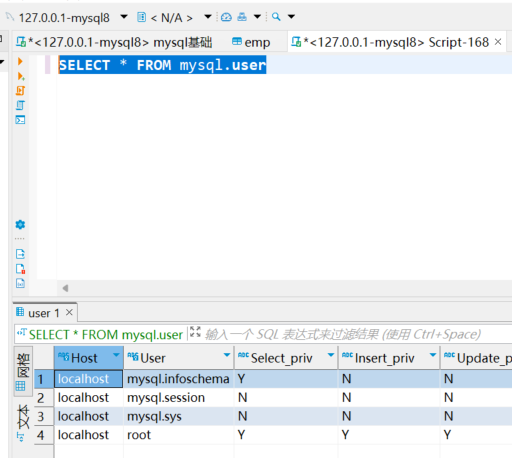 127.0.0.1-mysql8 < N/A >
*<127.0.0.1-mysql8> mysql基础 emp *<127.0.0.1-mysql8> Script-168
SELECT * FROM mysql.user
user 1
SELECT * FROM mysql.user 输入一个 SQL 表达式来过滤结果 (使用 Ctrl+Space)
网格
文本
Host User Select_priv Insert_priv Update_p
1 localhost mysql.infoschema Y N N
2 localhost mysql.session N N N
3 localhost mysql.sys N N N
4 localhost root Y Y Y